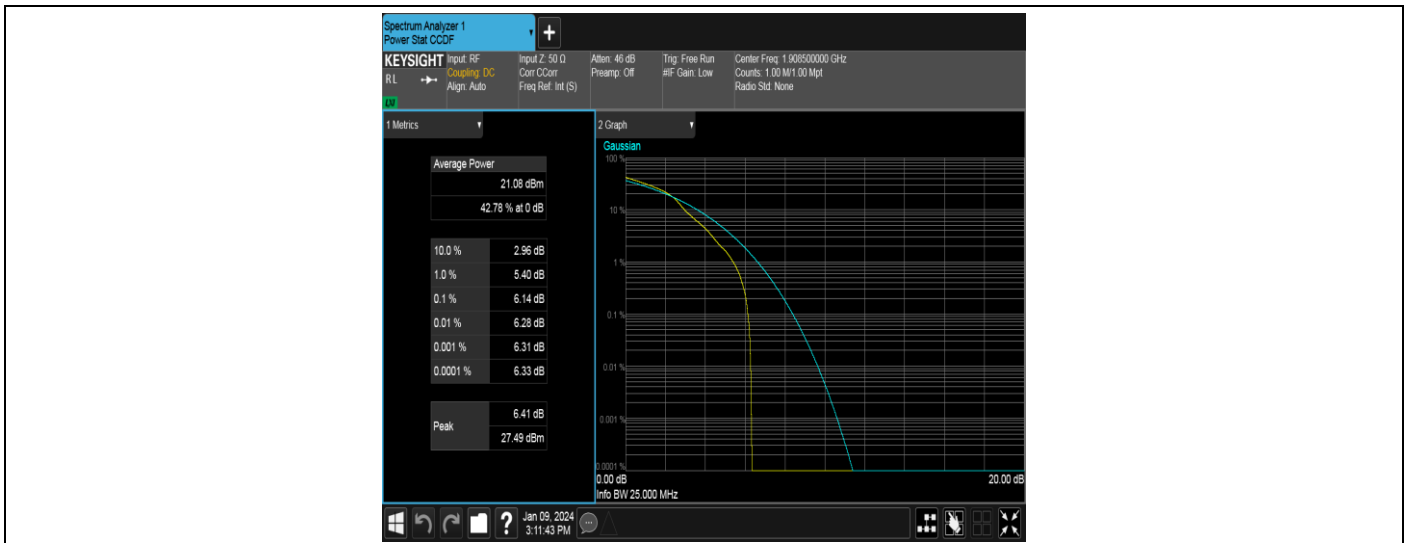 Spectrum Analyzer 1
Power Stat CCDF
+
KEYSIGHT
RL
Input: RF
Coupling: DC
Align: Auto
Input Z: 50 Ω
Corr CCorr
Freq Ref: Int (S)
Atten: 46 dB
Preamp: Off
Trig: Free Run
#IF Gain: Low
Center Freq: 1.908500000 GHz
Counts: 1.00 M/1.00 Mpt
Radio Std: None
1 Metrics
Average Power
21.08 dBm
42.78 % at 0 dB
10.0 % 2.96 dB
1.0 % 5.40 dB
0.1 % 6.14 dB
0.01 % 6.28 dB
0.001 % 6.31 dB
0.0001 % 6.33 dB
Peak
6.41 dB
27.49 dBm
2 Graph
Gaussian
100 %
10 %
1 %
0.1 %
0.01 %
0.001 %
0.0001 %
0.00 dB 20.00 dB
Info BW 25.000 MHz
?
Jan 09, 2024
3:11:43 PM